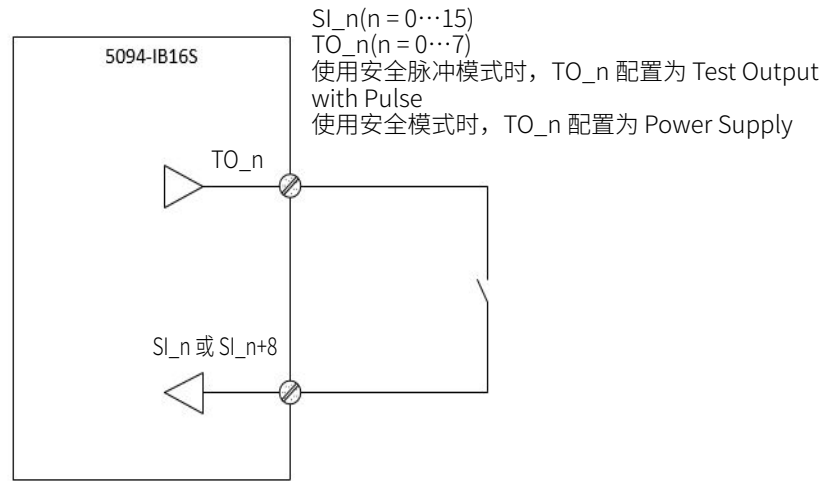 SI_n(n = 0⋯15)
TO_n(n = 0⋯7)
使用安全脉冲模式时，TO_n 配置为 Test Output
with Pulse
使用安全模式时，TO_n 配置为 Power Supply
5094-IB16S
TO_n
SI_n 或 SI_n+8